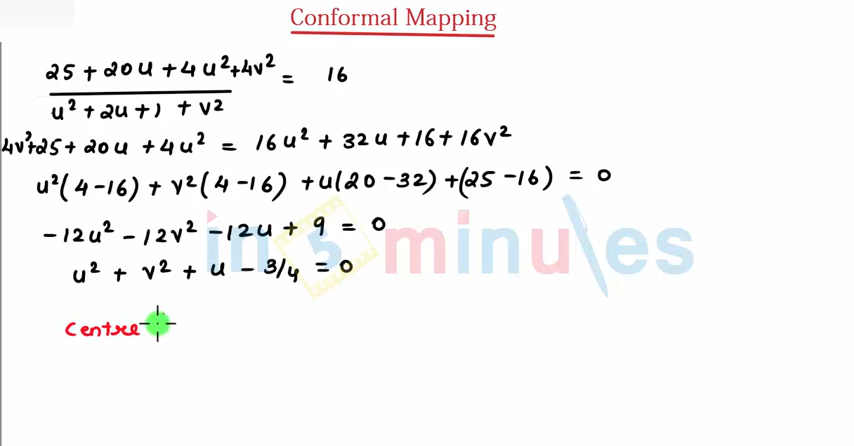 Conformal Mapping
25 + 20u + 4u² + 4v² / u² + 2u + 1 + v² = 16
4v² + 25 + 20u + 4u² = 16u² + 32u + 16 + 16v²
u²(4 - 16) + v²(4 - 16) + u(20 - 32) + (25 - 16) = 0
-12u² - 12v² - 12u + 9 = 0
in 5 minutes
u² + v² + u - 3/4 = 0
Centre